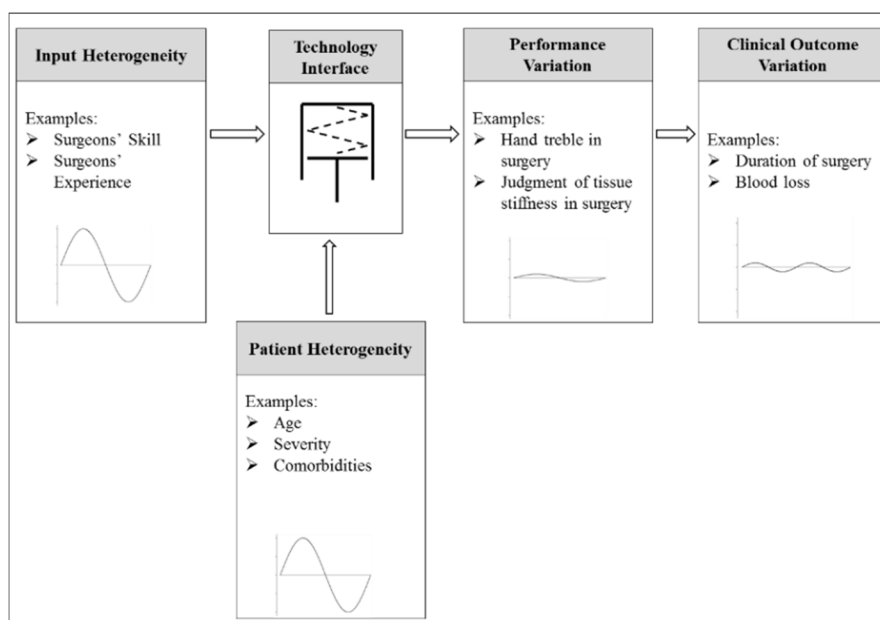 Input Heterogeneity
Examples:
➢ Surgeons' Skill
➢ Surgeons'
Experience
Technology
Interface
Performance
Variation
Examples:
➢ Hand treble in
surgery
➢ Judgment of tissue
stiffness in surgery
Clinical Outcome
Variation
Examples:
➢ Duration of surgery
➢ Blood loss
Patient Heterogeneity
Examples:
➢ Age
➢ Severity
➢ Comorbidities